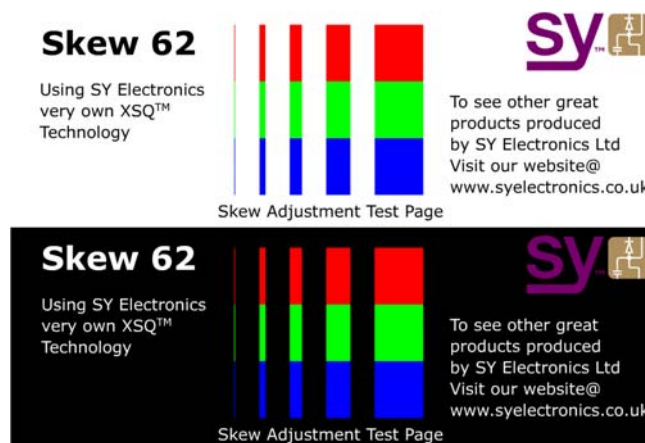 Skew 62
Using SY Electronics
very own XSQ™
Technology
sy™
To see other great
products produced
by SY Electronics Ltd
Visit our website@
www.syelectronics.co.uk
Skew Adjustment Test Page
Skew 62
Using SY Electronics
very own XSQ™
Technology
sy™
To see other great
products produced
by SY Electronics Ltd
Visit our website@
www.syelectronics.co.uk
Skew Adjustment Test Page